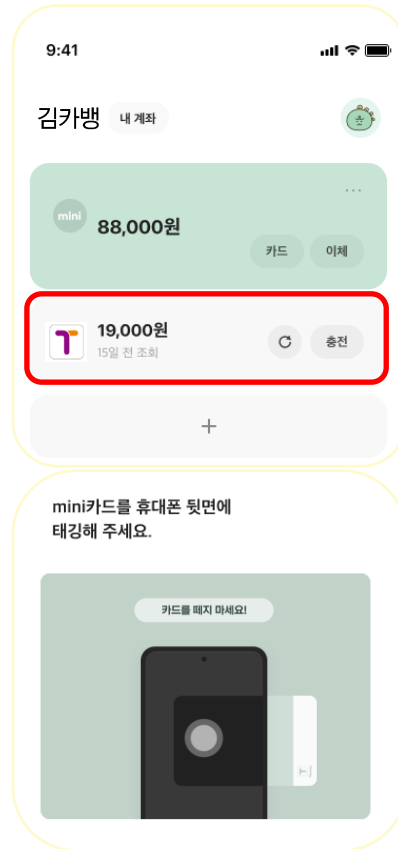 9:41
김카뱅 내 계좌
mini
88,000원
카드 이체
19,000원
15일 전 조회
충전
mini카드를 휴대폰 뒷면에
태깅해 주세요.
카드를 떼지 마세요!